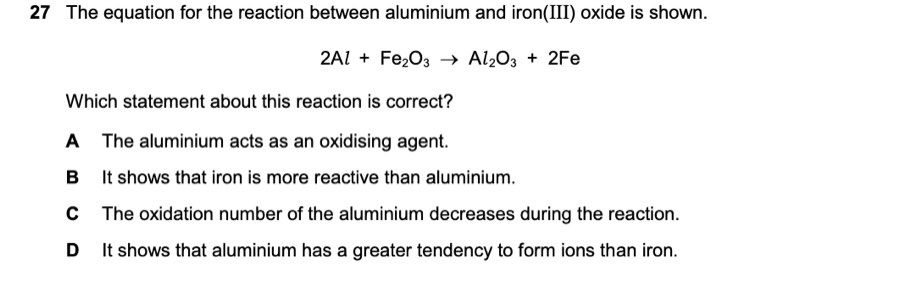 27 The equation for the reaction between aluminium and iron(III) oxide is shown.
2Al + Fe₂O₃ → Al₂O₃ + 2Fe
Which statement about this reaction is correct?
A The aluminium acts as an oxidising agent.
B It shows that iron is more reactive than aluminium.
C The oxidation number of the aluminium decreases during the reaction.
D It shows that aluminium has a greater tendency to form ions than iron.